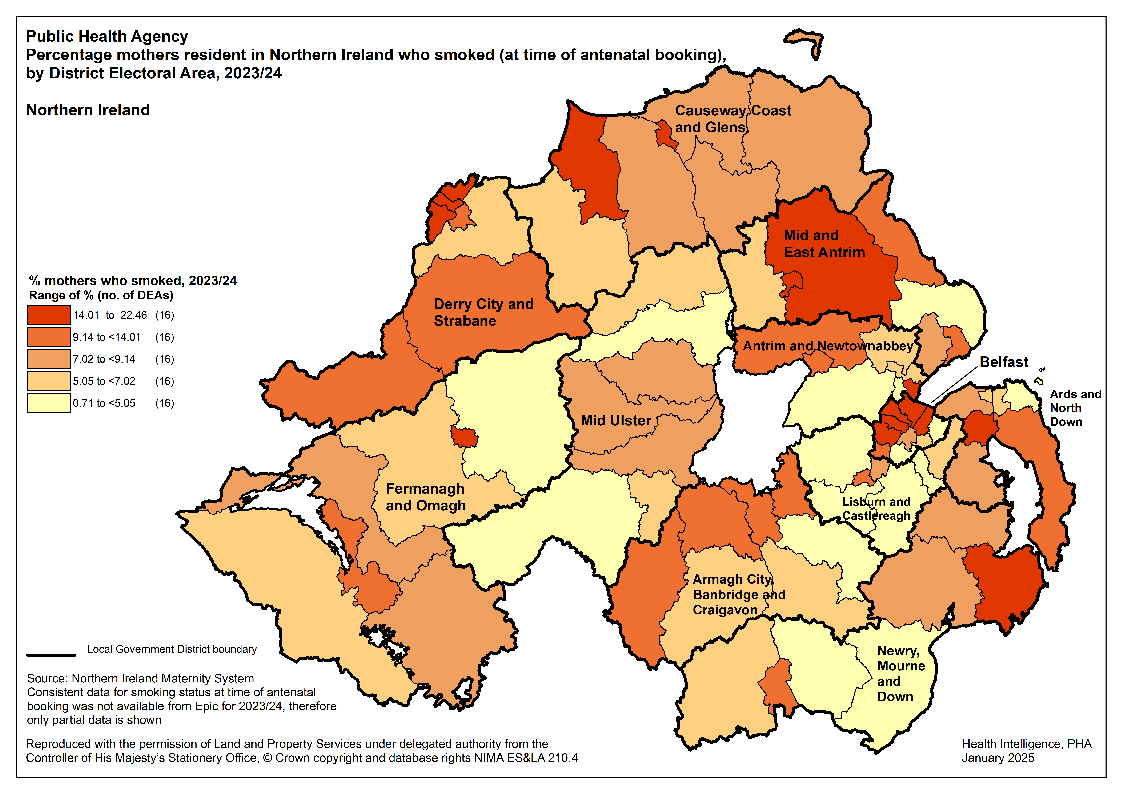 Public Health Agency
Percentage mothers resident in Northern Ireland who smoked (at time of antenatal booking),
by District Electoral Area, 2023/24
Northern Ireland
Causeway Coast
and Glens
Mid and
East Antrim
% mothers who smoked, 2023/24
Range of % (no. of DEAs)
14.01 to 22.46 (16)
9.14 to <14.01 (16)
7.02 to <9.14 (16)
5.05 to <7.02 (16)
0.71 to <5.05 (16)
Derry City and
Strabane
Antrim and Newtownabbey
Belfast
Ards and
North
Down
Mid Ulster
Fermanagh
and Omagh
Lisburn and
Castlereagh
Armagh City,
Banbridge and
Craigavon
Newry,
Mourne
and
Down
Local Government District boundary
Source: Northern Ireland Maternity System
Consistent data for smoking status at time of antenatal
booking was not available from Epic for 2023/24, therefore
only partial data is shown
Reproduced with the permission of Land and Property Services under delegated authority from the
Controller of His Majesty's Stationery Office, © Crown copyright and database rights NIMA ES&LA 210.4
Health Intelligence, PHA
January 2025